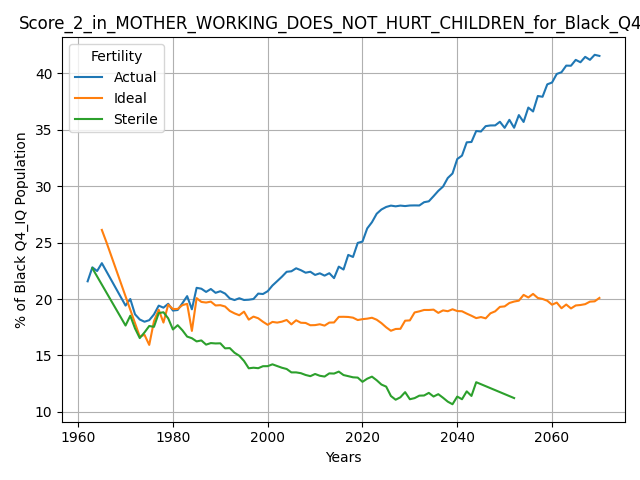 Score_2_in_MOTHER_WORKING_DOES_NOT_HURT_CHILDREN_for_Black_Q4
Fertility
Actual
Ideal
Sterile
% of Black Q4_IQ Population
40
35
30
25
20
15
10
1960 1980 2000 2020 2040 2060
Years